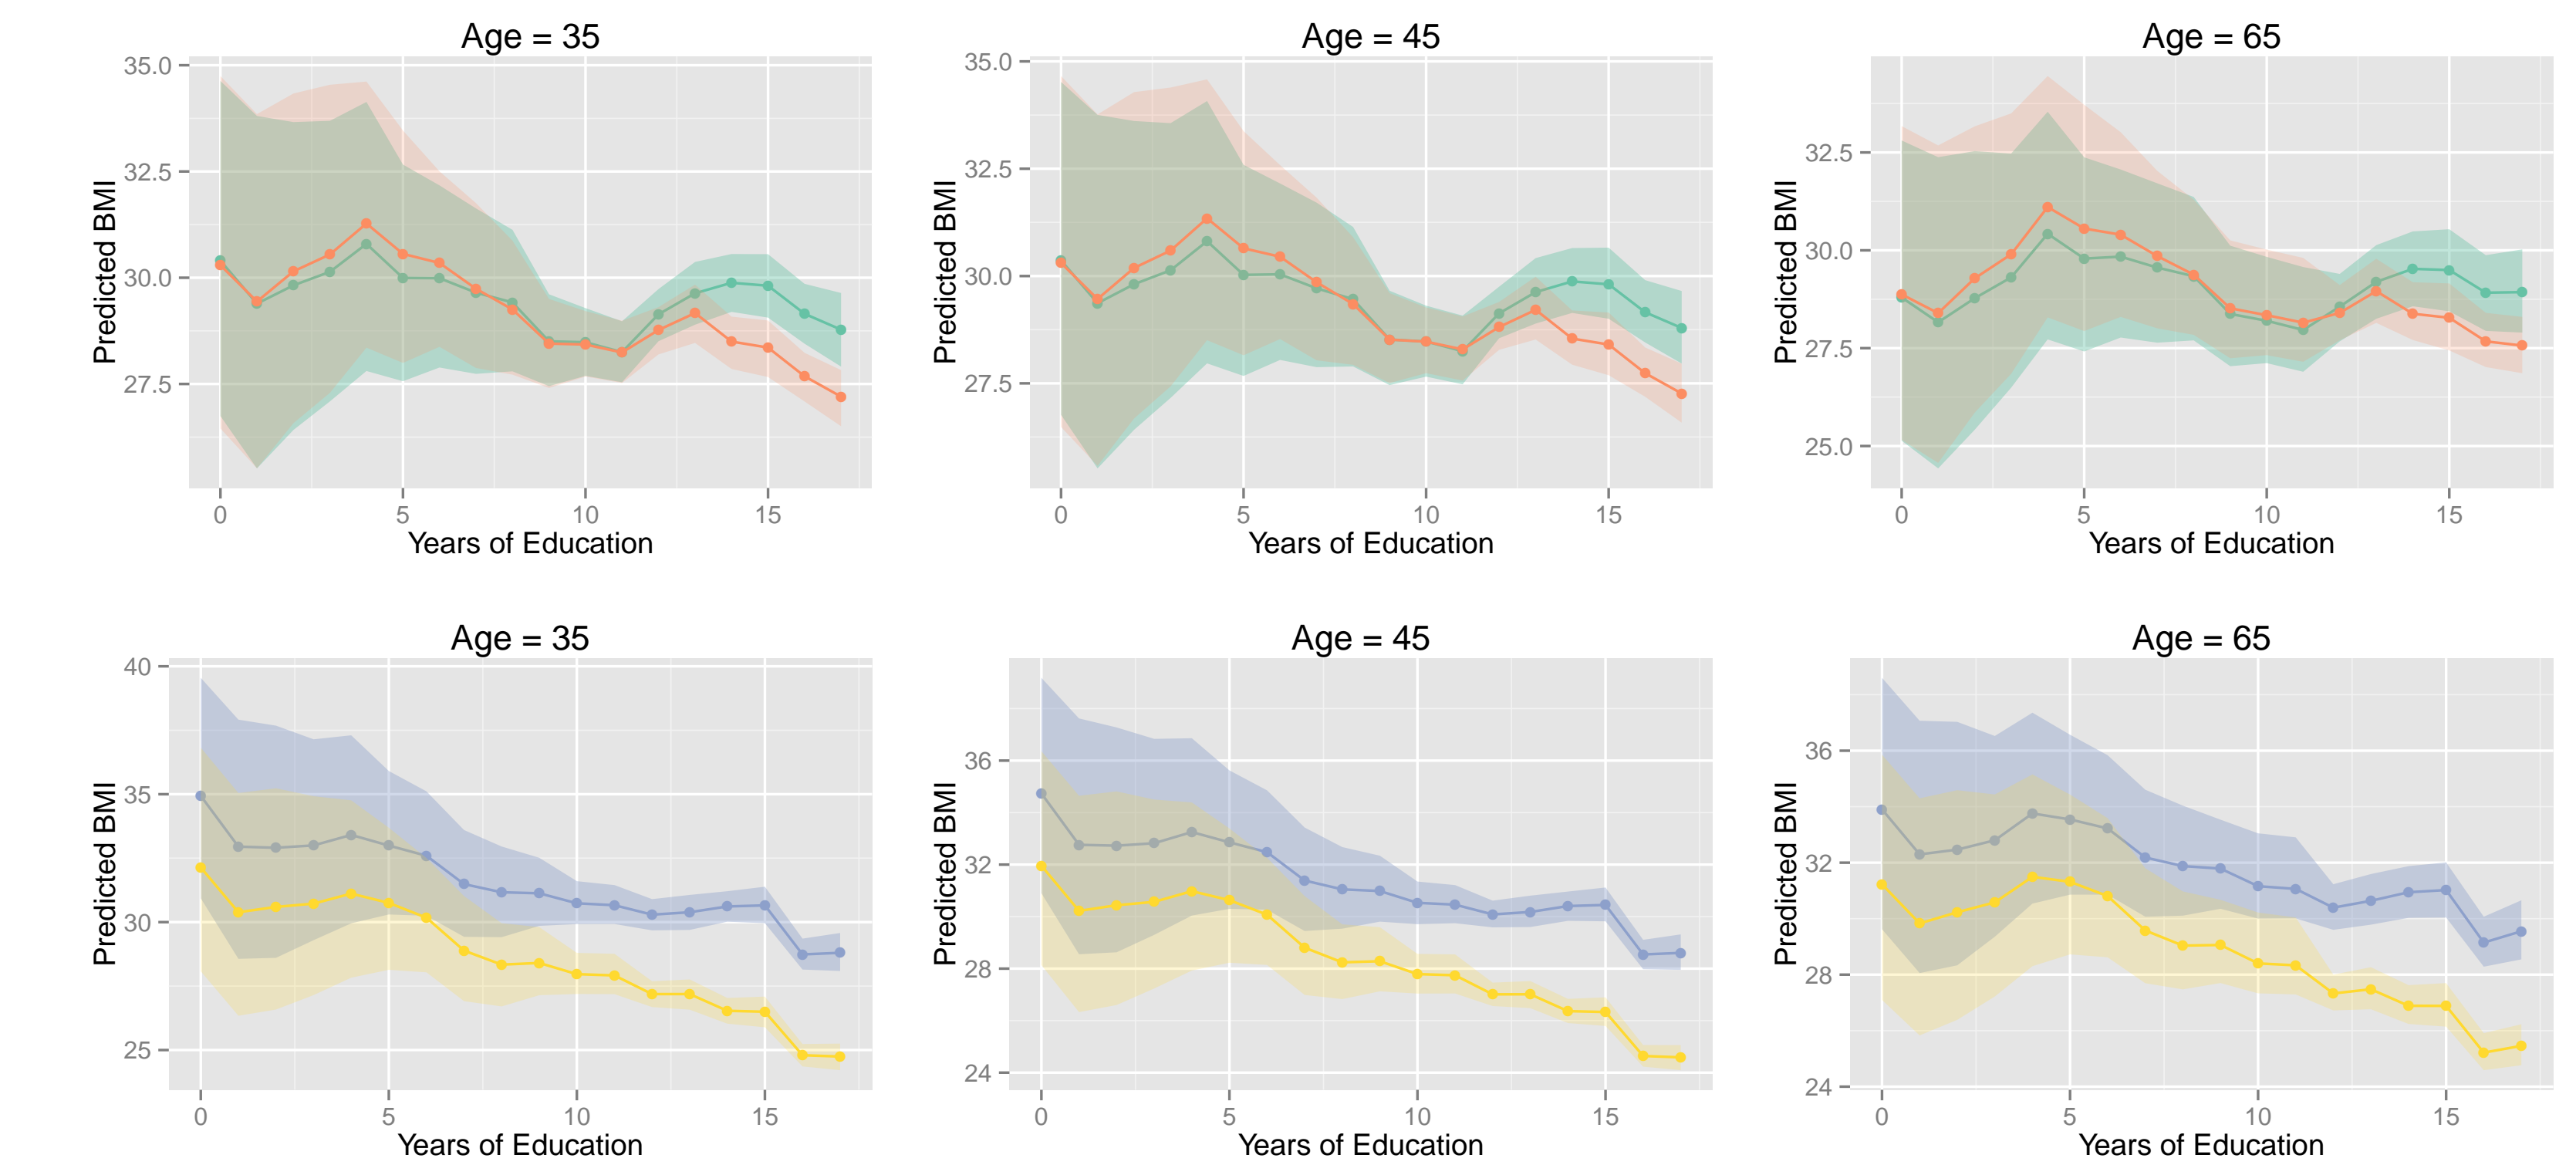 Age = 35
Age = 45
Age = 65
35.0
32.5
30.0
27.5
Predicted BMI
0 5 10 15
Years of Education
35.0
32.5
30.0
27.5
Predicted BMI
0 5 10 15
Years of Education
32.5
30.0
27.5
25.0
Predicted BMI
0 5 10 15
Years of Education
Age = 35
Age = 45
Age = 65
40
35
30
25
Predicted BMI
0 5 10 15
Years of Education
36
32
28
24
Predicted BMI
0 5 10 15
Years of Education
36
32
28
24
Predicted BMI
0 5 10 15
Years of Education